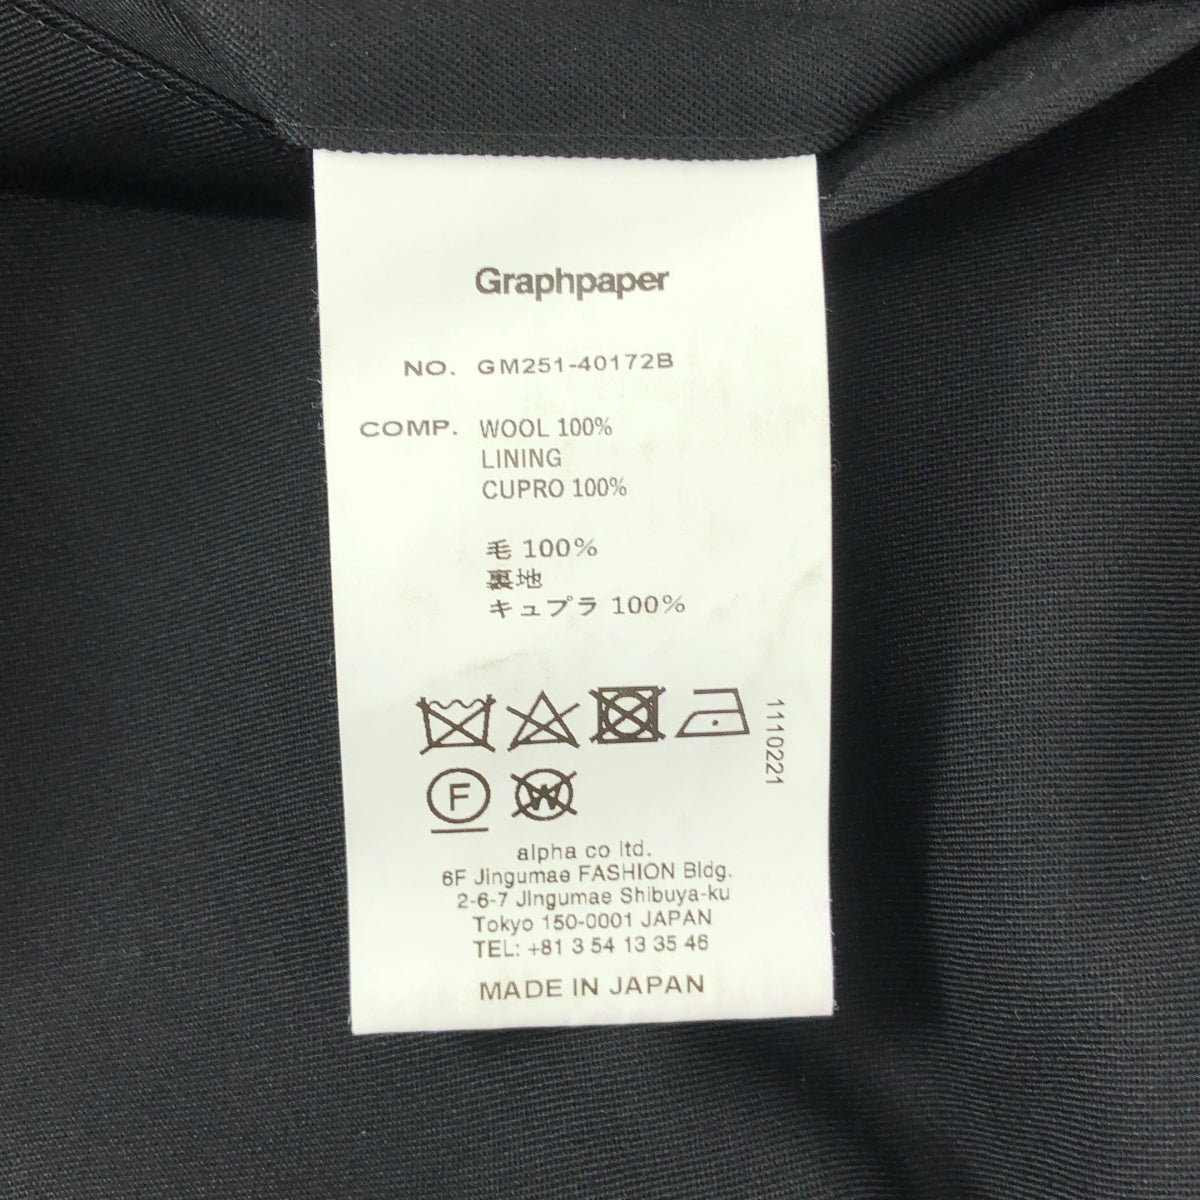 Graphpaper
NO. GM251-40172B
COMP. WOOL 100%
LINING
CUPRO 100%
毛 100%
裏地
キュプラ 100%
1110221
F W
alpha co ltd.
6F Jingumae FASHION Bldg.
2-6-7 Jingumae Shibuya-ku
Tokyo 150-0001 JAPAN
TEL: +81 3 54 13 35 46
MADE IN JAPAN